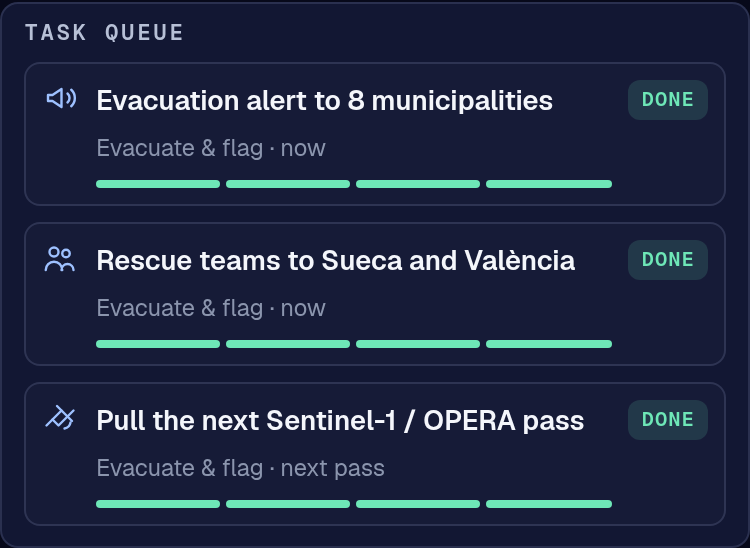 TASK QUEUE
Evacuation alert to 8 municipalities
DONE
Evacuate & flag · now
Rescue teams to Sueca and València
DONE
Evacuate & flag · now
Pull the next Sentinel-1 / OPERA pass
DONE
Evacuate & flag · next pass